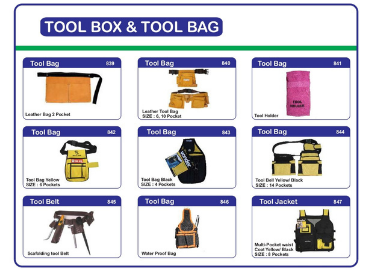 TOOL BOX & TOOL BAG
Tool Bag 839
Leather Bag 2 Pocket
Tool Bag 840
Leather Tool Bag
SIZE : 8, 10 Pocket
Tool Bag 841
Tool Holder
Tool Bag 842
Tool Bag Yellow
SIZE : 5 Pockets
Tool Bag 843
Tool Bag Black
SIZE : 4 Pockets
Tool Bag 844
Tool Belt Yellow/ Black
SIZE : 14 Pockets
Tool Belt 845
Scafolding tool Belt
Tool Bag 846
Water Proof Bag
Tool Jacket 847
Multi-Pocket waist
Coat Yellow/ Black
SIZE : 8 Pockets